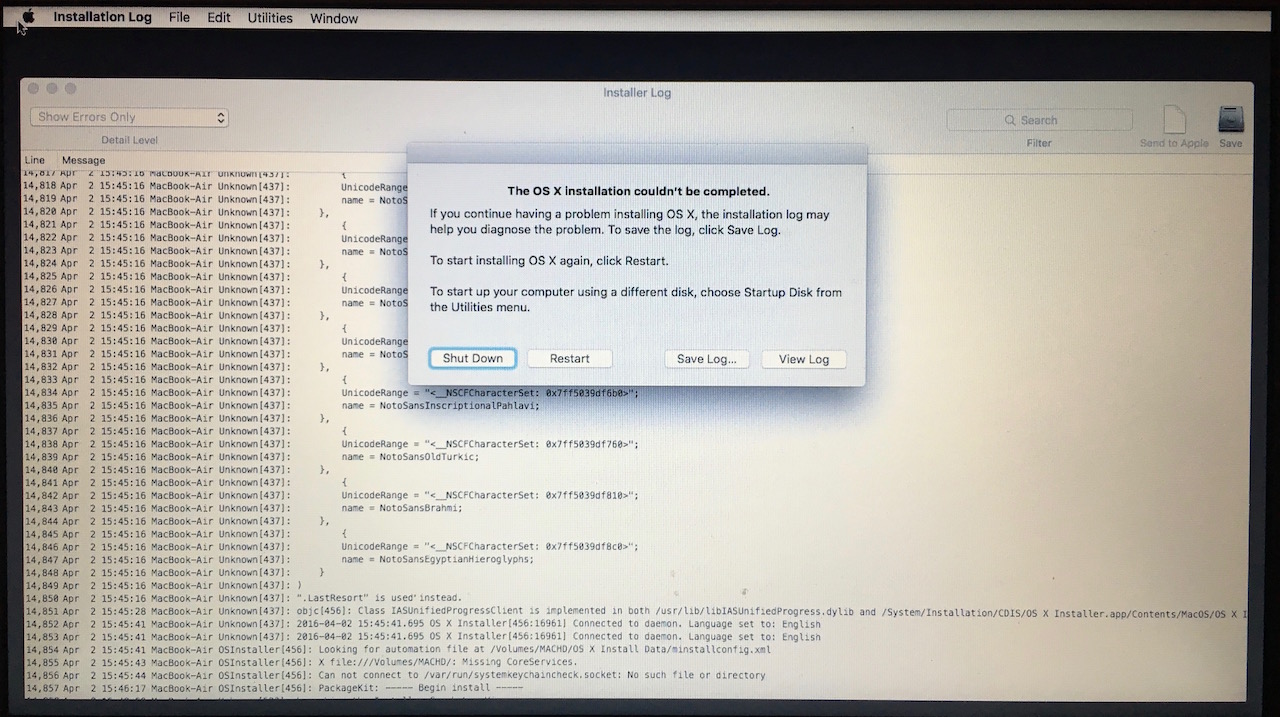 Installation Log File Edit Utilities Window
Installer Log
Show Errors Only
Search
Detail Level
Filter
Send to Apple
Save
Line Message
14,817 Apr 2 15:45:16 MacBook-Air Unknown[437]: {
14,818 Apr 2 15:45:16 MacBook-Air Unknown[437]: UnicodeRange
14,819 Apr 2 15:45:16 MacBook-Air Unknown[437]: name = NotoS
14,820 Apr 2 15:45:16 MacBook-Air Unknown[437]: },
14,821 Apr 2 15:45:16 MacBook-Air Unknown[437]: {
14,822 Apr 2 15:45:16 MacBook-Air Unknown[437]: UnicodeRange
14,823 Apr 2 15:45:16 MacBook-Air Unknown[437]: name = NotoS
14,824 Apr 2 15:45:16 MacBook-Air Unknown[437]: },
14,825 Apr 2 15:45:16 MacBook-Air Unknown[437]: {
14,826 Apr 2 15:45:16 MacBook-Air Unknown[437]: UnicodeRange
14,827 Apr 2 15:45:16 MacBook-Air Unknown[437]: name = NotoS
14,828 Apr 2 15:45:16 MacBook-Air Unknown[437]: },
14,829 Apr 2 15:45:16 MacBook-Air Unknown[437]: {
14,830 Apr 2 15:45:16 MacBook-Air Unknown[437]: UnicodeRange
14,831 Apr 2 15:45:16 MacBook-Air Unknown[437]: name = NotoS
14,832 Apr 2 15:45:16 MacBook-Air Unknown[437]: },
14,833 Apr 2 15:45:16 MacBook-Air Unknown[437]: {
14,834 Apr 2 15:45:16 MacBook-Air Unknown[437]: UnicodeRange = "<__NSCFCharacterSet: 0x7ff5039df6b0>";
14,835 Apr 2 15:45:16 MacBook-Air Unknown[437]: name = NotoSansInscriptionalPahlavi;
14,836 Apr 2 15:45:16 MacBook-Air Unknown[437]: },
14,837 Apr 2 15:45:16 MacBook-Air Unknown[437]: {
14,838 Apr 2 15:45:16 MacBook-Air Unknown[437]: UnicodeRange = "<__NSCFCharacterSet: 0x7ff5039df760>";
14,839 Apr 2 15:45:16 MacBook-Air Unknown[437]: name = NotoSansOldTurkic;
14,840 Apr 2 15:45:16 MacBook-Air Unknown[437]: },
14,841 Apr 2 15:45:16 MacBook-Air Unknown[437]: {
14,842 Apr 2 15:45:16 MacBook-Air Unknown[437]: UnicodeRange = "<__NSCFCharacterSet: 0x7ff5039df810>";
14,843 Apr 2 15:45:16 MacBook-Air Unknown[437]: name = NotoSansBrahmi;
14,844 Apr 2 15:45:16 MacBook-Air Unknown[437]: },
14,845 Apr 2 15:45:16 MacBook-Air Unknown[437]: {
14,846 Apr 2 15:45:16 MacBook-Air Unknown[437]: UnicodeRange = "<__NSCFCharacterSet: 0x7ff5039df8c0>";
14,847 Apr 2 15:45:16 MacBook-Air Unknown[437]: name = NotoSansEgyptianHieroglyphs;
14,848 Apr 2 15:45:16 MacBook-Air Unknown[437]: }
14,849 Apr 2 15:45:16 MacBook-Air Unknown[437]: )
14,850 Apr 2 15:45:16 MacBook-Air Unknown[437]: ".LastResort" is used instead.
14,851 Apr 2 15:45:28 MacBook-Air Unknown[437]: objc[456]: Class IASUnifiedProgressClient is implemented in both /usr/lib/libIASUnifiedProgress.dylib and /System/Installation/CDIS/OS X Installer.app/Contents/MacOS/OS X I
14,852 Apr 2 15:45:41 MacBook-Air Unknown[437]: 2016-04-02 15:45:41.695 OS X Installer[456:16961] Connected to daemon. Language set to: English
14,853 Apr 2 15:45:41 MacBook-Air Unknown[437]: 2016-04-02 15:45:41.695 OS X Installer[456:16961] Connected to daemon. Language set to: English
14,854 Apr 2 15:45:41 MacBook-Air OSInstaller[456]: Looking for automation file at /Volumes/MACHD/OS X Install Data/minstallconfig.xml
14,855 Apr 2 15:45:43 MacBook-Air OSInstaller[456]: X file:///Volumes/MACHD/: Missing CoreServices.
14,856 Apr 2 15:45:44 MacBook-Air OSInstaller[456]: Can not connect to /var/run/systemkeychaincheck.socket: No such file or directory
14,857 Apr 2 15:46:17 MacBook-Air OSInstaller[456]: PackageKit: ----- Begin install -----
The OS X installation couldn't be completed.
If you continue having a problem installing OS X, the installation log may
help you diagnose the problem. To save the log, click Save Log.
To start installing OS X again, click Restart.
To start up your computer using a different disk, choose Startup Disk from
the Utilities menu.
Shut Down Restart Save Log... View Log